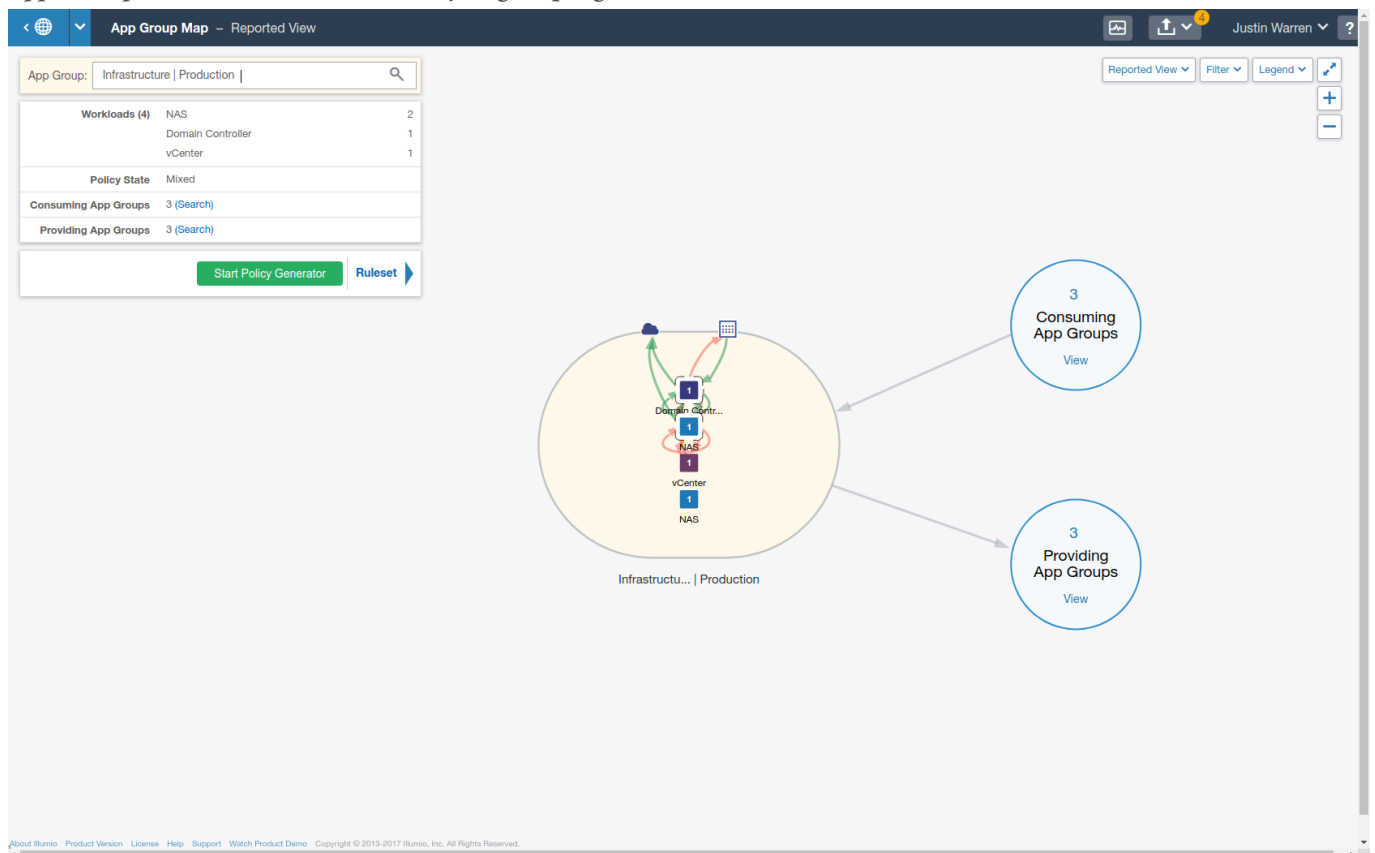 App Group Map – Reported View
4
Justin Warren
?
App Group: Infrastructure | Production
Reported View
Filter
Legend
Workloads (4) NAS 2
Domain Controller 1
vCenter 1
Policy State Mixed
Consuming App Groups 3 (Search)
Providing App Groups 3 (Search)
Start Policy Generator Ruleset
3
Consuming
App Groups
View
1
Domain Contr...
1
NAS
1
vCenter
1
NAS
Infrastructu... | Production
3
Providing
App Groups
View
About Illumio Product Version License Help Support Watch Product Demo Copyright © 2013-2017 Illumio, Inc. All Rights Reserved.